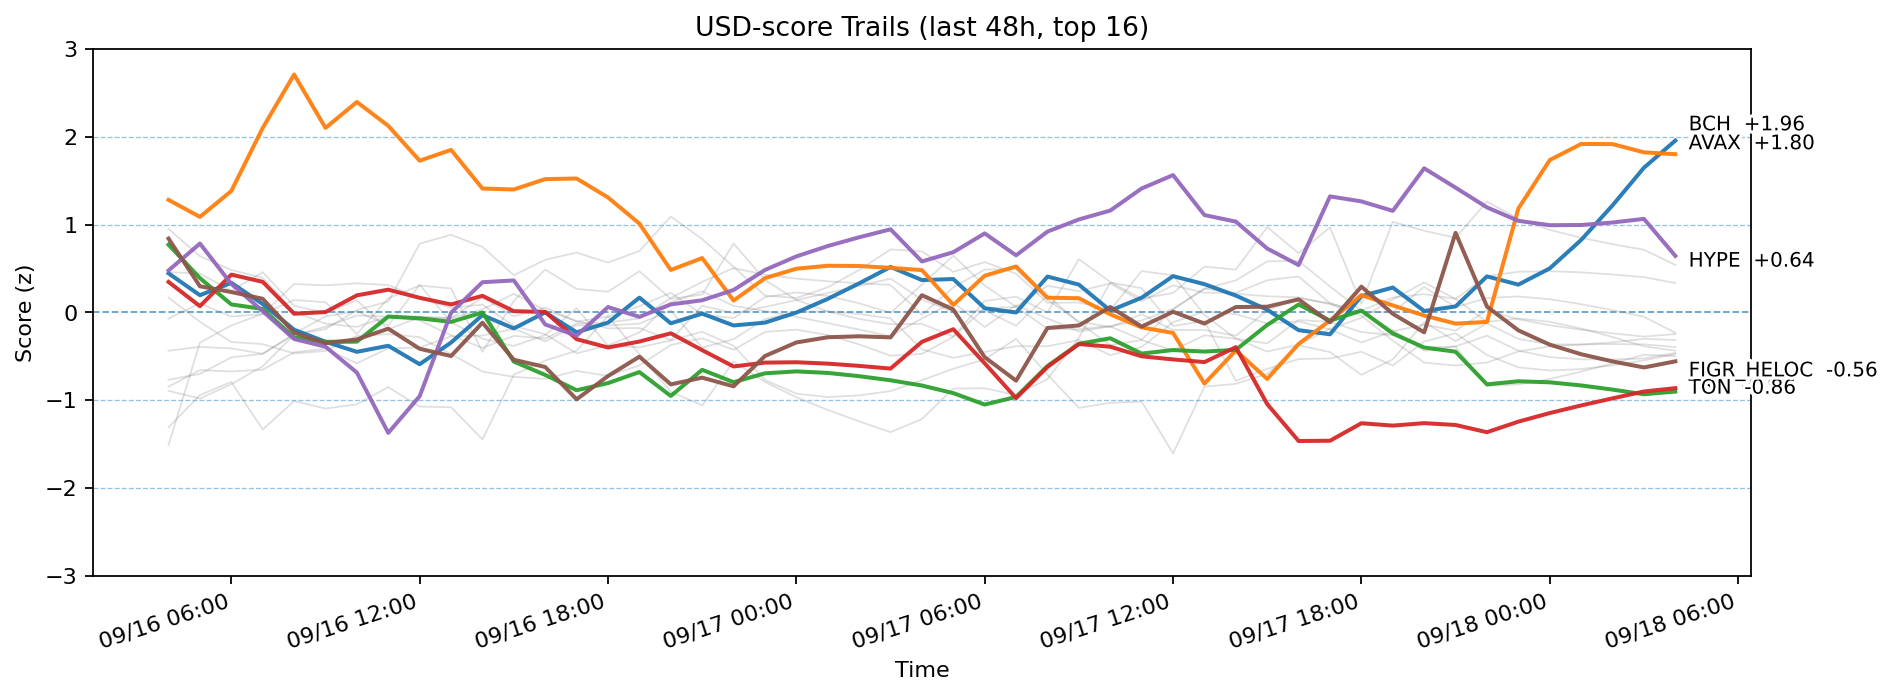 USD-score Trails (last 48h, top 16)
Score (z)
3
2
1
0
−1
−2
−3
BCH +1.96
AVAX +1.80
HYPE +0.64
FIGR_HELOC -0.56
TON -0.86
09/16 06:00
09/16 12:00
09/16 18:00
09/17 00:00
09/17 06:00
09/17 12:00
09/17 18:00
09/18 00:00
09/18 06:00
Time